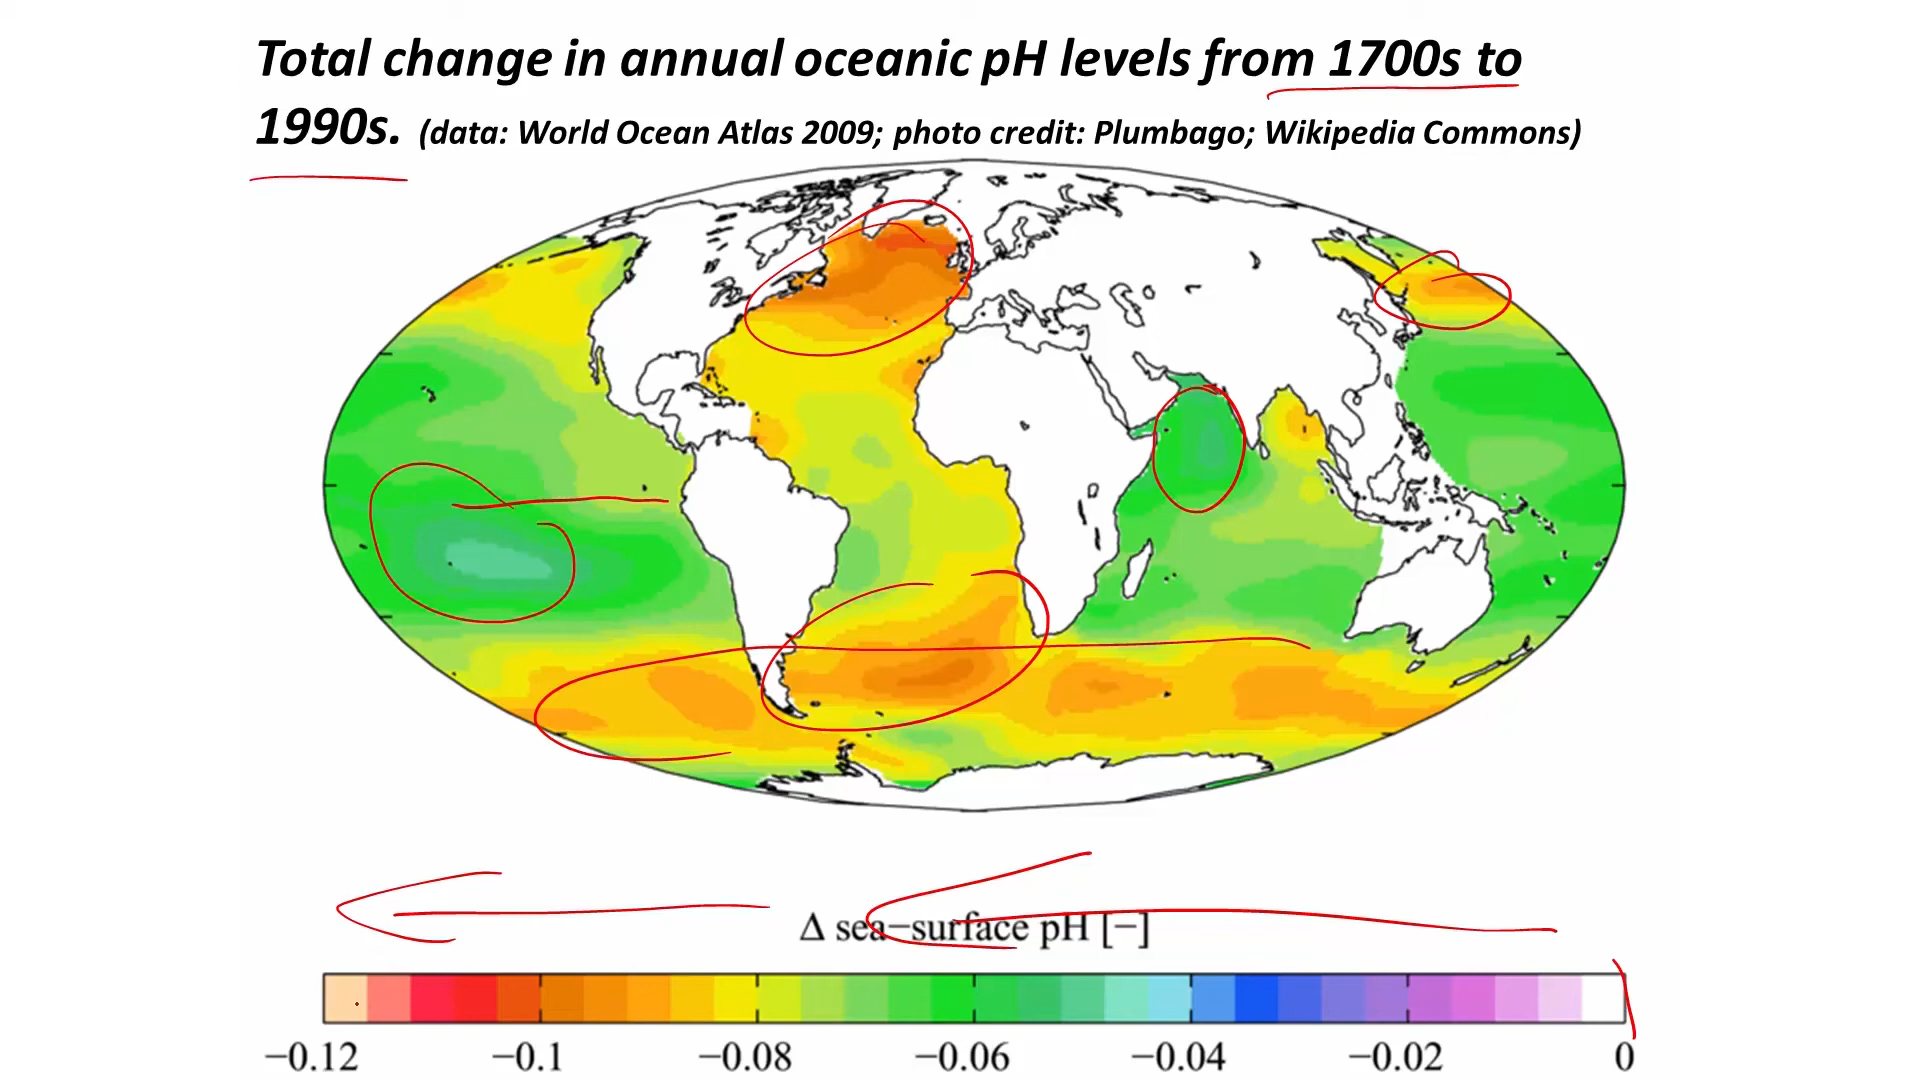 Total change in annual oceanic pH levels from 1700s to
1990s. (data: World Ocean Atlas 2009; photo credit: Plumbago; Wikipedia Commons)
Δ sea−surface pH [−]
−0.12 −0.1 −0.08 −0.06 −0.04 −0.02 0